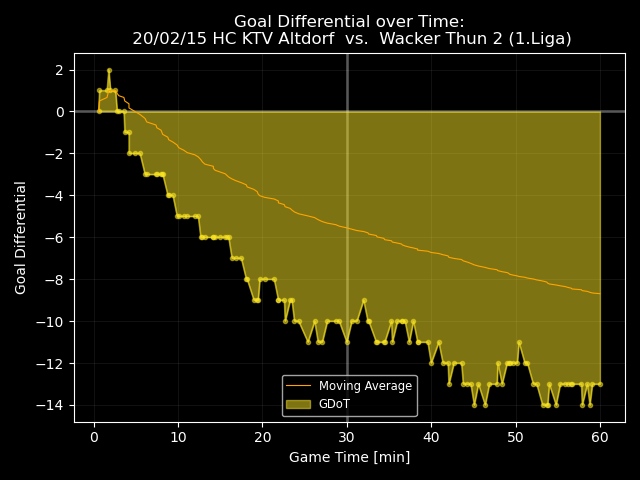 Goal Differential over Time:
20/02/15 HC KTV Altdorf  vs.  Wacker Thun 2 (1.Liga)
Goal Differential
2
0
−2
−4
−6
−8
−10
−12
−14
Moving Average
GDoT
0 10 20 30 40 50 60
Game Time [min]